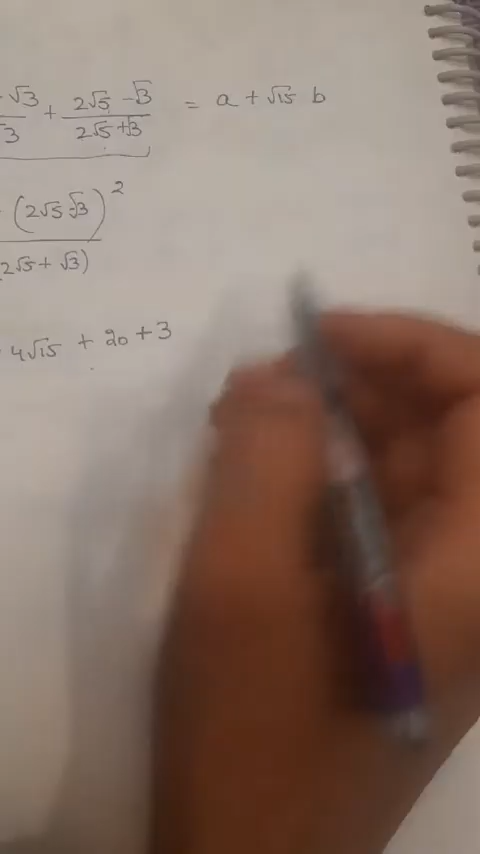 √3/√3 + (2√5 - √3)/(2√5 + √3) = a + √15 b
(2√5 - √3)²
2√5 + √3)
4√15 + 20 + 3